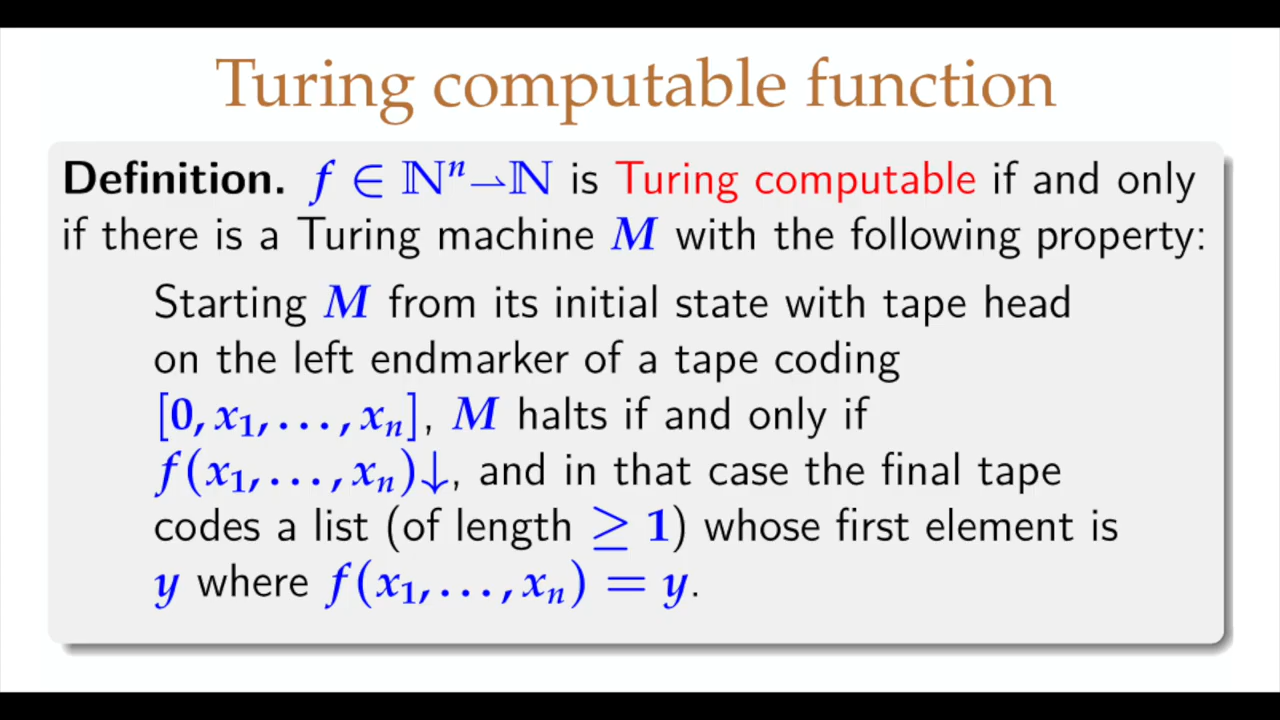 Turing computable function
Definition. f ∈ ℕⁿ⇀ℕ is Turing computable if and only
if there is a Turing machine M with the following property:
Starting M from its initial state with tape head
on the left endmarker of a tape coding
[0, x₁, . . . , xₙ], M halts if and only if
f(x₁, . . . , xₙ)↓, and in that case the final tape
codes a list (of length ≥ 1) whose first element is
y where f(x₁, . . . , xₙ) = y.